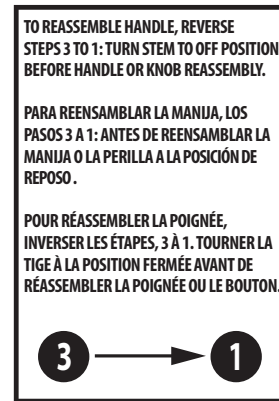 TO REASSEMBLE HANDLE, REVERSE
STEPS 3 TO 1: TURN STEM TO OFF POSITION
BEFORE HANDLE OR KNOB REASSEMBLY.
PARA REENSAMBLAR LA MANIJA, LOS
PASOS 3 A 1: ANTES DE REENSAMBLAR LA
MANIJA O LA PERILLA A LA POSICIÓN DE
REPOSO .
POUR RÉASSEMBLER LA POIGNÉE,
INVERSER LES ÉTAPES, 3 À 1. TOURNER LA
TIGE À LA POSITION FERMÉE AVANT DE
RÉASSEMBLER LA POIGNÉE OU LE BOUTON.
3 1